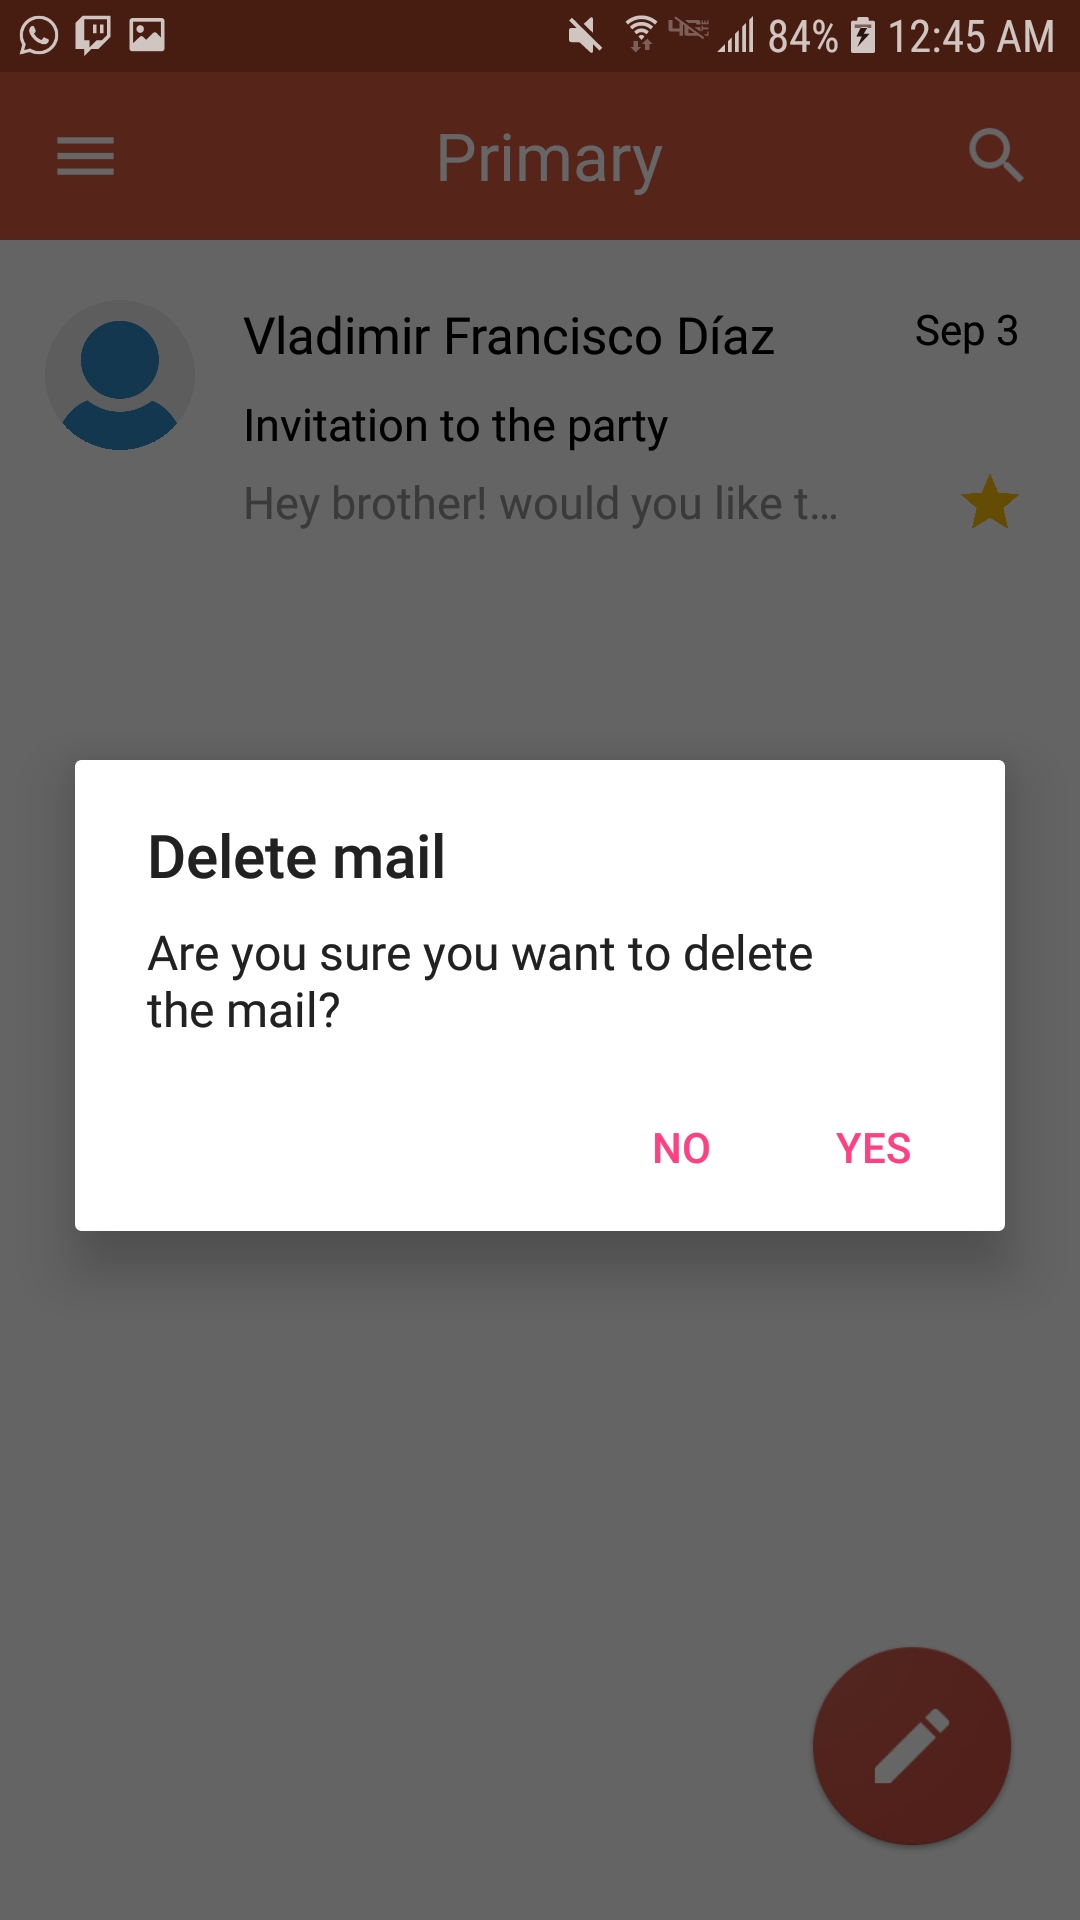 84% 12:45 AM
Primary
Vladimir Francisco Díaz Sep 3
Invitation to the party
Hey brother! would you like t...
Delete mail
Are you sure you want to delete
the mail?
NO YES